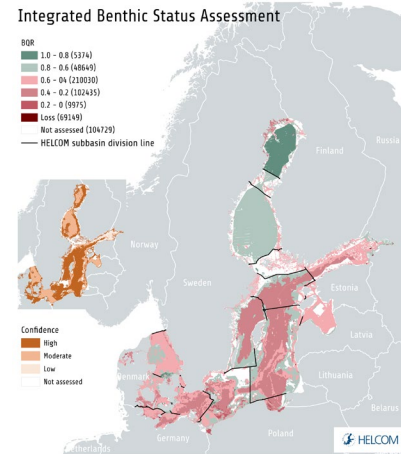 Integrated Benthic Status Assessment
BQR
1.0 - 0.8 (5374)
0.8 - 0.6 (48649)
0.6 - 04 (210030)
0.4 - 0.2 (102435)
0.2 - 0 (9975)
Loss (69149)
Not assessed (104729)
HELCOM subbasin division line
Finland
Russia
Norway
Sweden
Estonia
Latvia
Lithuania
Belarus
Denmark
Germany
Poland
Netherlands
Confidence
High
Moderate
Low
Not assessed
HELCOM